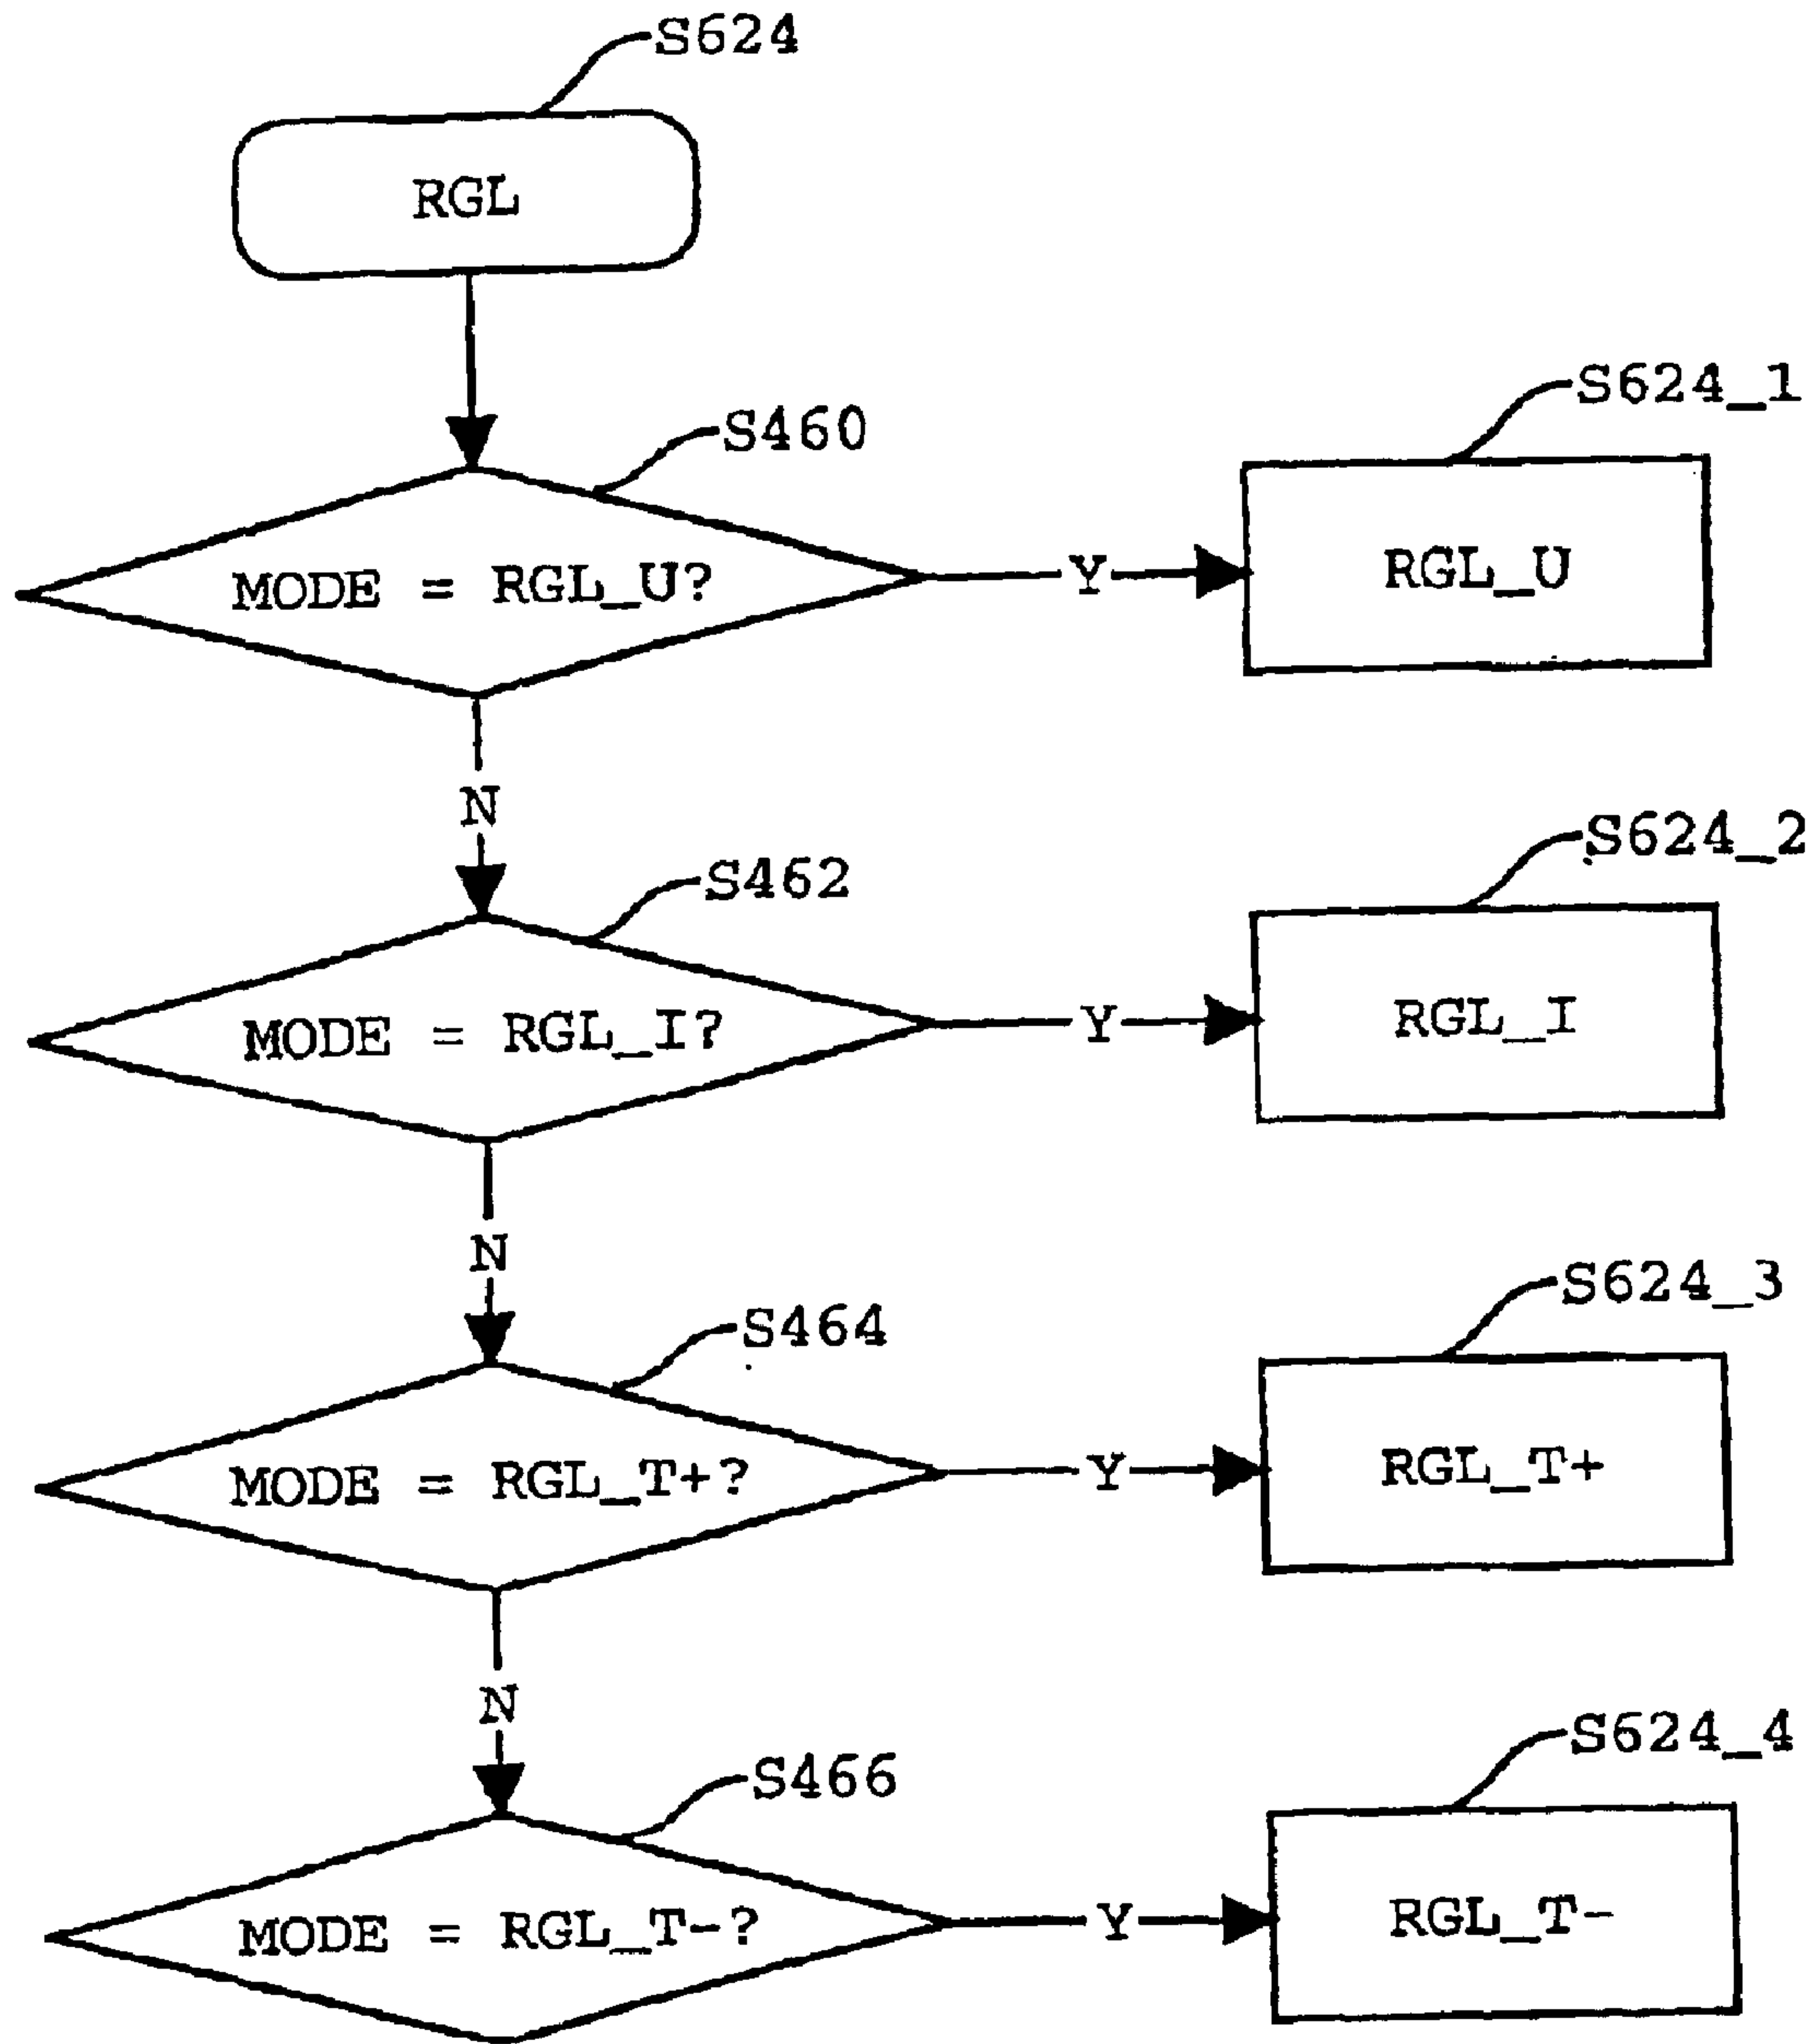 S624
RGL
S460
S624_1
MODE = RGL_U?
Y
RGL_U
N
S462
S624_2
MODE = RGL_I?
Y
RGL_I
N
S464
S624_3
MODE = RGL_T+?
Y
RGL_T+
N
S466
S624_4
MODE = RGL_T-?
Y
RGL_T-